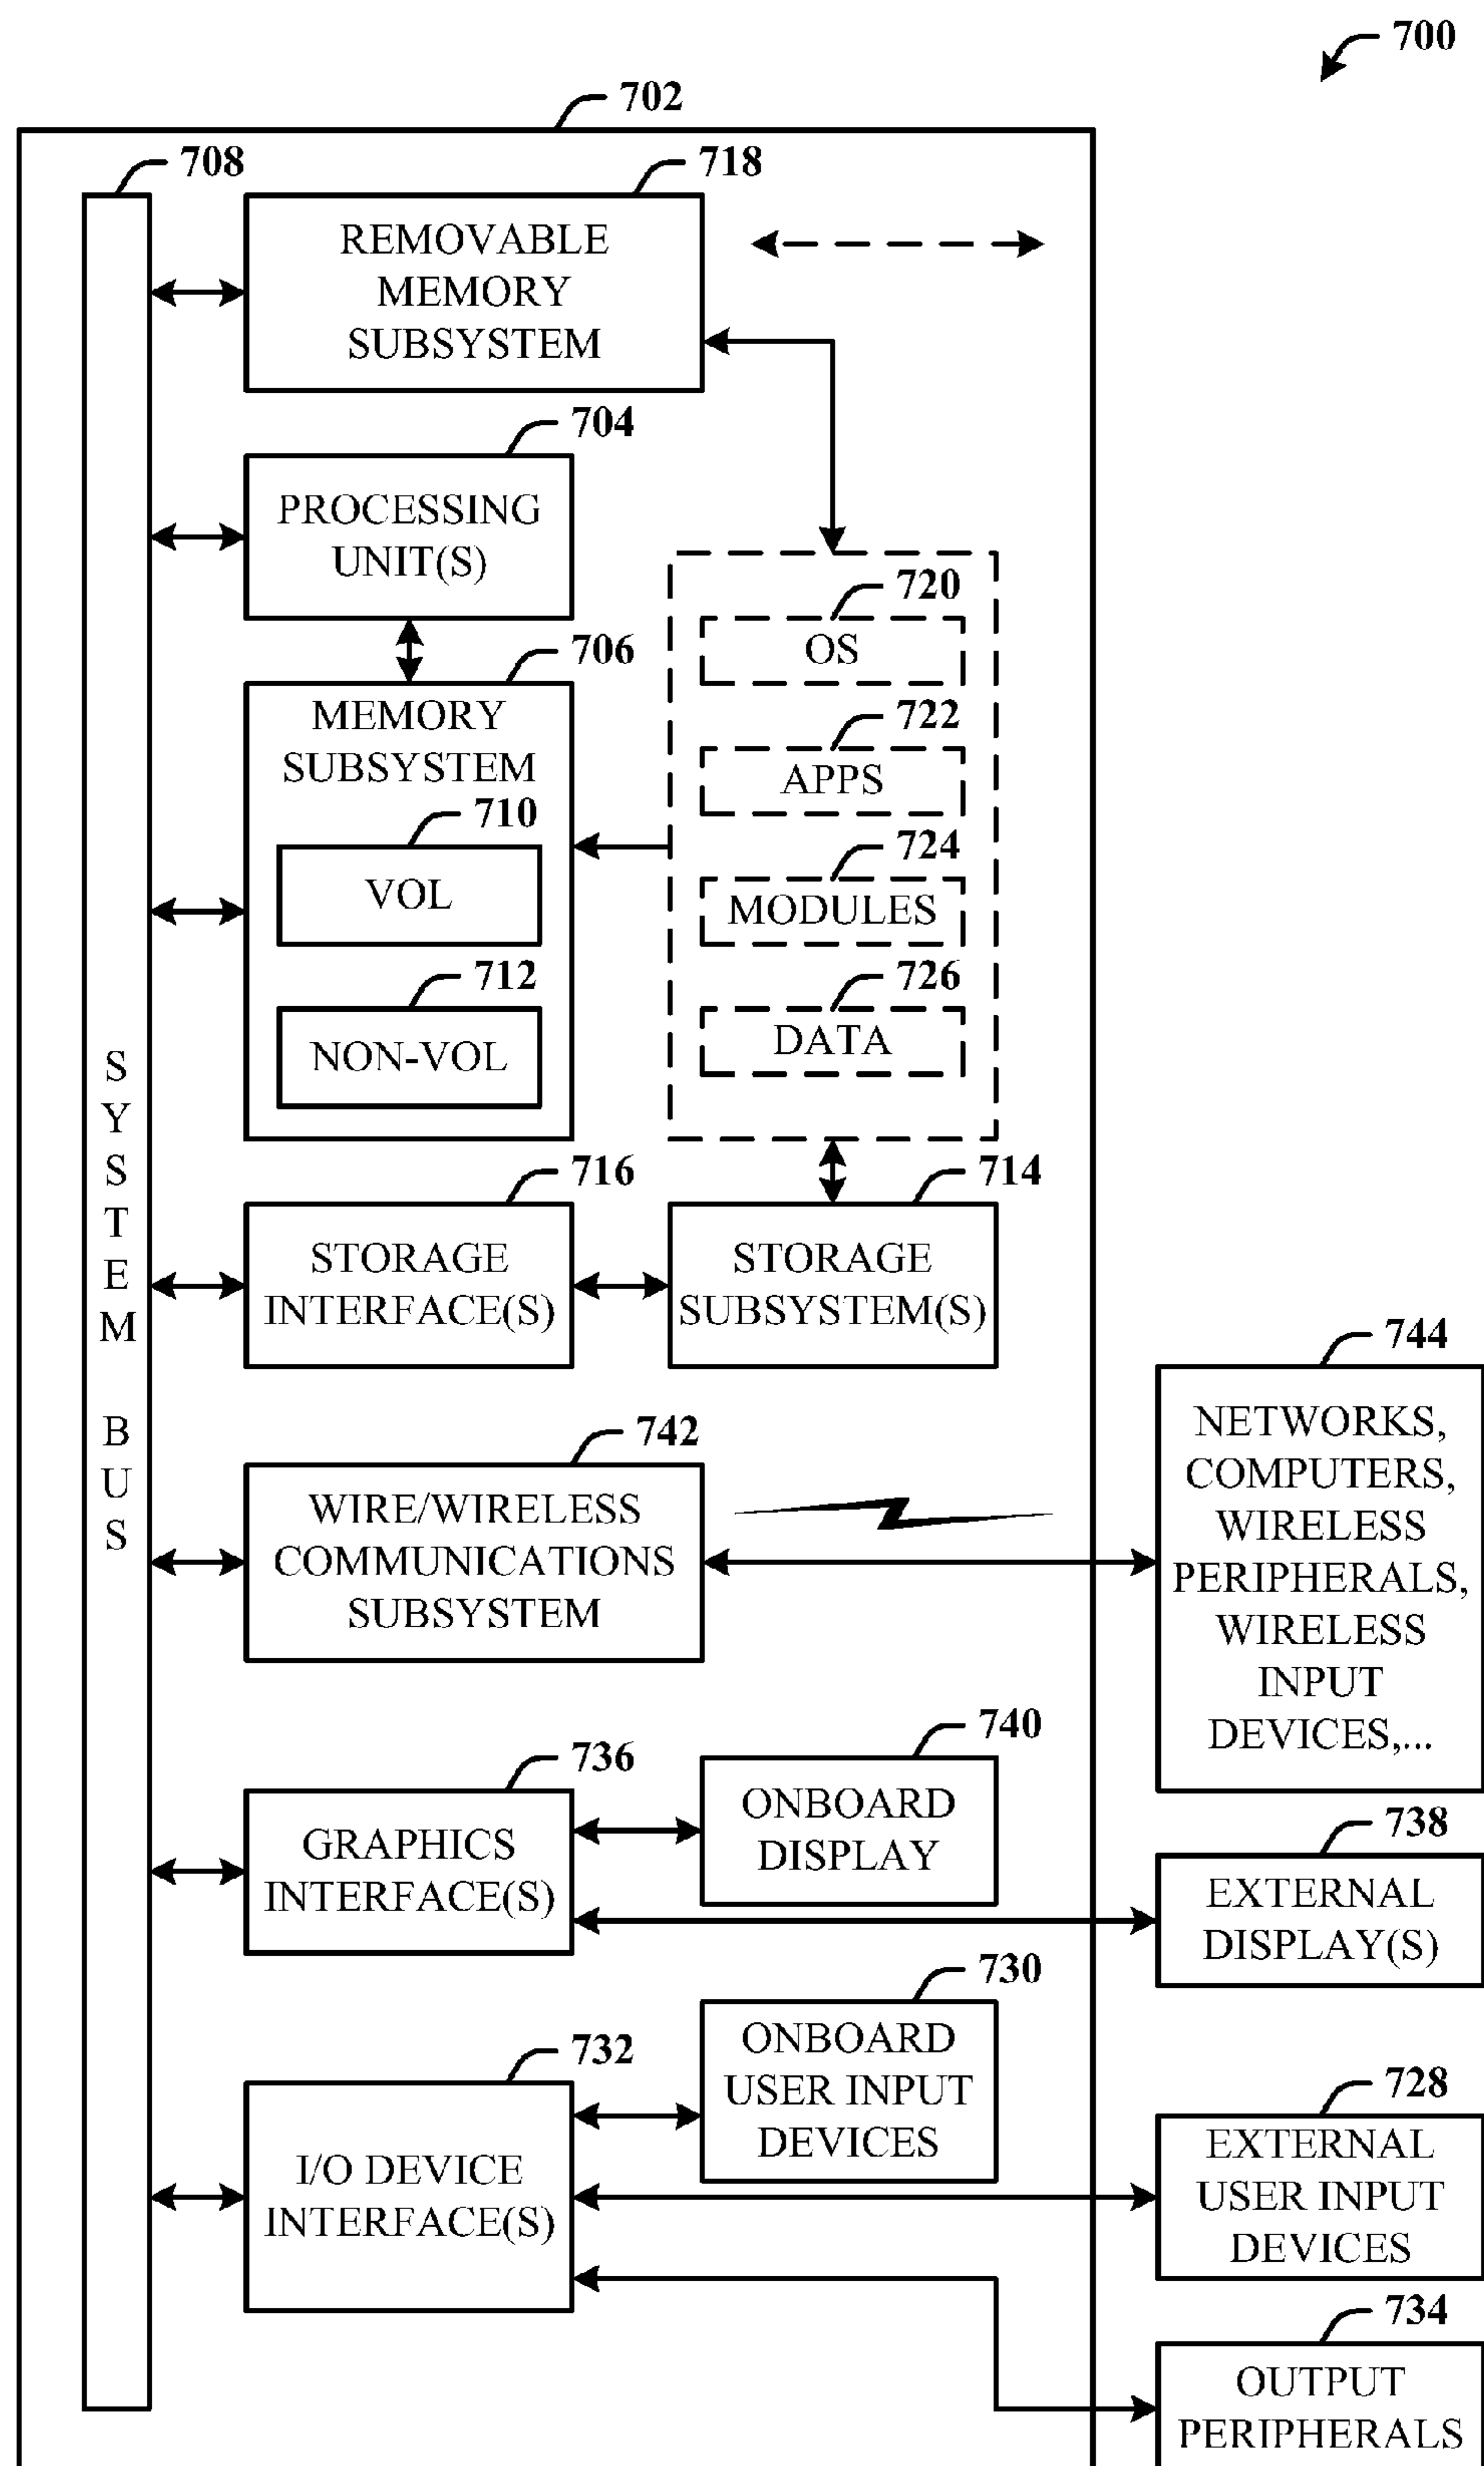 700
702
708
718
REMOVABLE
MEMORY
SUBSYSTEM
704
PROCESSING
UNIT(S)
706
MEMORY
SUBSYSTEM
710
VOL
712
NON-VOL
720
OS
722
APPS
724
MODULES
726
DATA
716
STORAGE
INTERFACE(S)
714
STORAGE
SUBSYSTEM(S)
SYSTEM BUS
742
WIRE/WIRELESS
COMMUNICATIONS
SUBSYSTEM
744
NETWORKS,
COMPUTERS,
WIRELESS
PERIPHERALS,
WIRELESS
INPUT
DEVICES,...
736
GRAPHICS
INTERFACE(S)
740
ONBOARD
DISPLAY
738
EXTERNAL
DISPLAY(S)
732
I/O DEVICE
INTERFACE(S)
730
ONBOARD
USER INPUT
DEVICES
728
EXTERNAL
USER INPUT
DEVICES
734
OUTPUT
PERIPHERALS